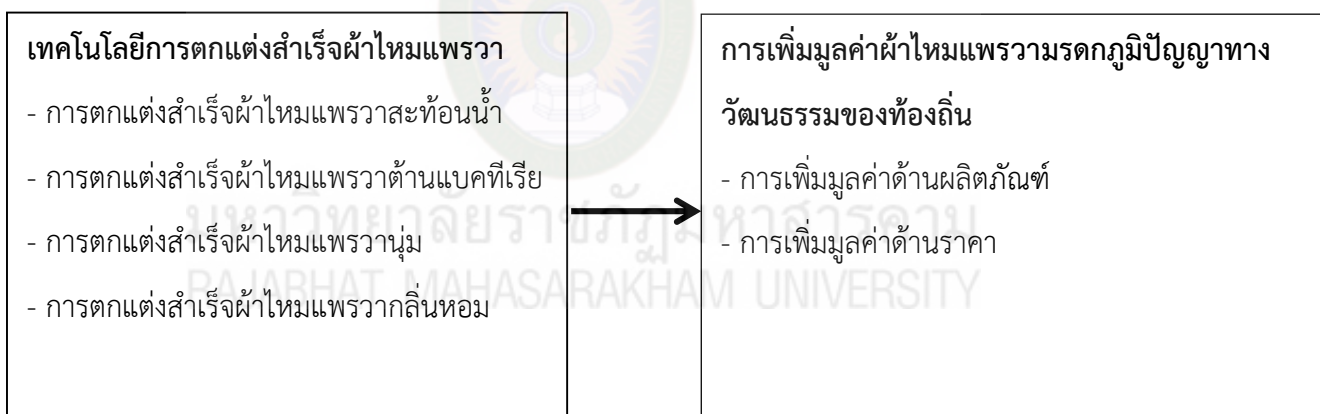 เทคโนโลยีการตกแต่งสำเร็จผ้าไหมแพรวา
- การตกแต่งสำเร็จผ้าไหมแพรวาสะท้อนน้ำ
- การตกแต่งสำเร็จผ้าไหมแพรวาต้านแบคทีเรีย
- การตกแต่งสำเร็จผ้าไหมแพรวานุ่ม
- การตกแต่งสำเร็จผ้าไหมแพรวากลิ่นหอม
การเพิ่มมูลค่าผ้าไหมแพรวามรดกภูมิปัญญาทาง
วัฒนธรรมของท้องถิ่น
- การเพิ่มมูลค่าด้านผลิตภัณฑ์
- การเพิ่มมูลค่าด้านราคา
มหาวิทยาลัยราชภัฏมหาสารคาม
RAJABHAT MAHASARAKHAM UNIVERSITY